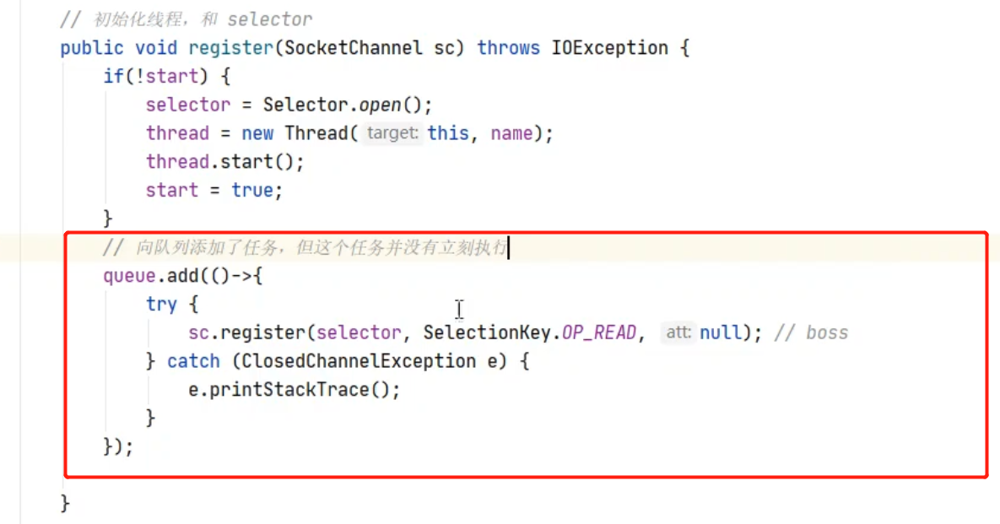 // 初始化线程，和 selector
public void register(SocketChannel sc) throws IOException {
if(!start) {
selector = Selector.open();
thread = new Thread( target: this, name);
thread.start();
start = true;
}
// 向队列添加了任务，但这个任务并没有立刻执行
queue.add(()->{
try {
sc.register(selector, SelectionKey.OP_READ, att: null); // boss
} catch (ClosedChannelException e) {
e.printStackTrace();
}
});
}